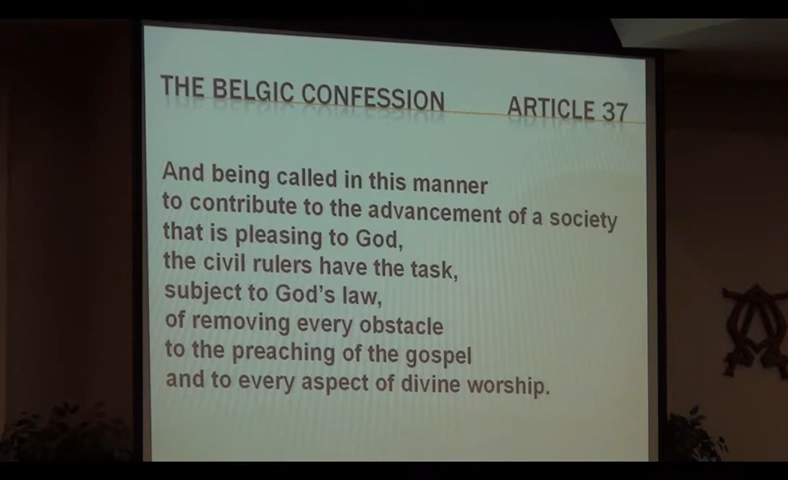 THE BELGIC CONFESSION ARTICLE 37
And being called in this manner
to contribute to the advancement of a society
that is pleasing to God,
the civil rulers have the task,
subject to God's law,
of removing every obstacle
to the preaching of the gospel
and to every aspect of divine worship.